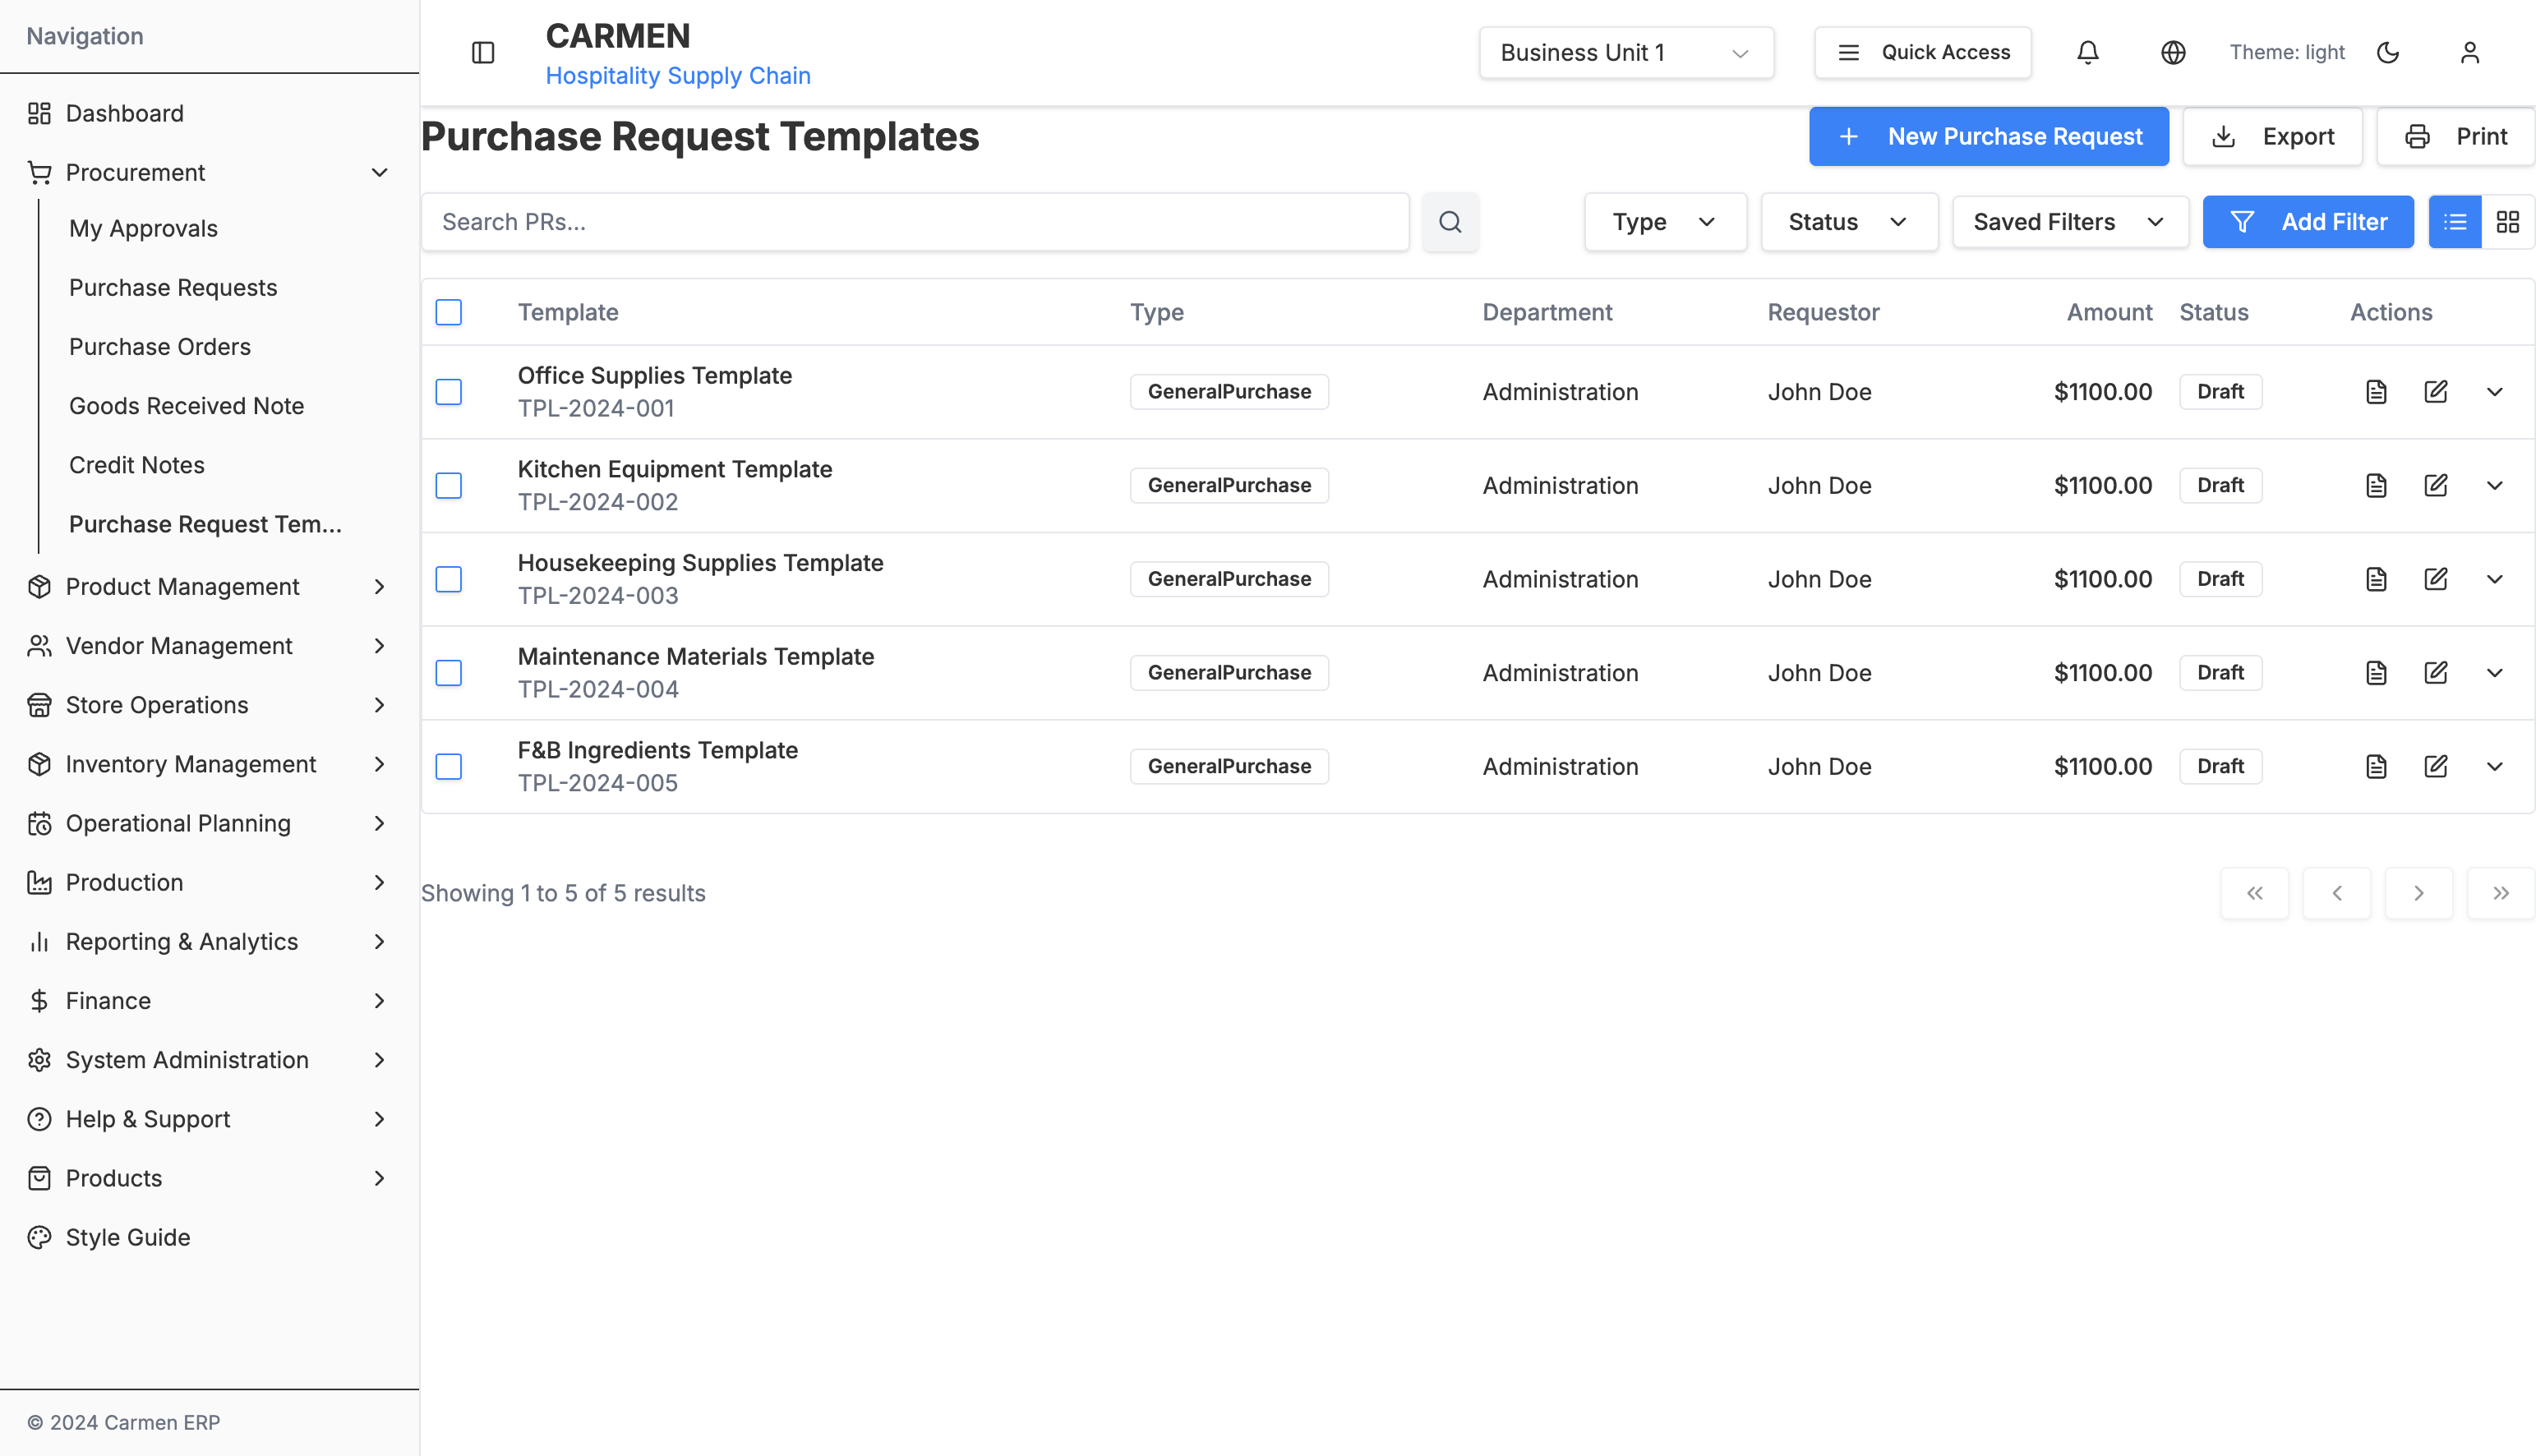 Navigation
Dashboard
Procurement
My Approvals
Purchase Requests
Purchase Orders
Goods Received Note
Credit Notes
Purchase Request Tem...
Product Management
Vendor Management
Store Operations
Inventory Management
Operational Planning
Production
Reporting & Analytics
Finance
System Administration
Help & Support
Products
Style Guide
© 2024 Carmen ERP
CARMEN
Hospitality Supply Chain
Business Unit 1
Quick Access
Theme: light
Purchase Request Templates
New Purchase Request
Export
Print
Search PRs...
Type
Status
Saved Filters
Add Filter
Template Type Department Requestor Amount Status Actions
Office Supplies Template
TPL-2024-001
GeneralPurchase Administration John Doe $1100.00 Draft
Kitchen Equipment Template
TPL-2024-002
GeneralPurchase Administration John Doe $1100.00 Draft
Housekeeping Supplies Template
TPL-2024-003
GeneralPurchase Administration John Doe $1100.00 Draft
Maintenance Materials Template
TPL-2024-004
GeneralPurchase Administration John Doe $1100.00 Draft
F&B Ingredients Template
TPL-2024-005
GeneralPurchase Administration John Doe $1100.00 Draft
Showing 1 to 5 of 5 results